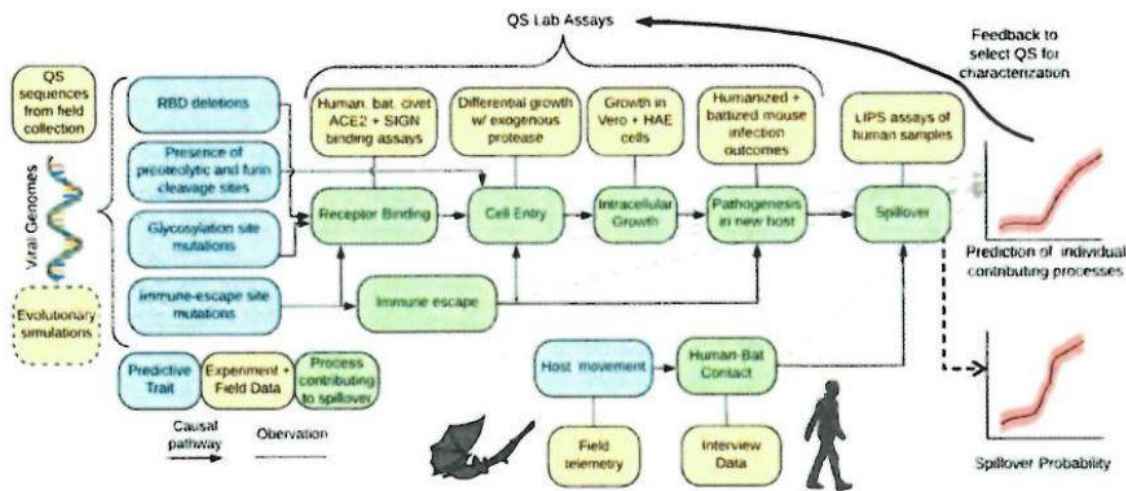 QS Lab Assays
Feedback to
select QS for
characterization
QS
sequences
from field
collection
Viral Genomes
Evolutionary
simulations
RBD deletions
Presence of
preoteolytic and furin
cleavage sites
Glycosylation site
mutations
Immune-escape site
mutations
Human, bat, civet
ACE2 + SIGN
binding assays
Differential growth
w/ exogenous
protease
Growth in
Vero + HAE
cells
Humanized +
battized mouse
infection
outcomes
LIPS assays of
human samples
Receptor Binding
Cell Entry
Intracellular
Growth
Pathogenesis
in new host
Spillover
Immune escape
Prediction of individual
contributing processes
Host movement
Human-Bat
Contact
Field
telemetry
Interview
Data
Spillover Probability
Predictive
Trait
Experiment +
Field Data
Process
contributing
to spillover
Causal
pathway
Obervation